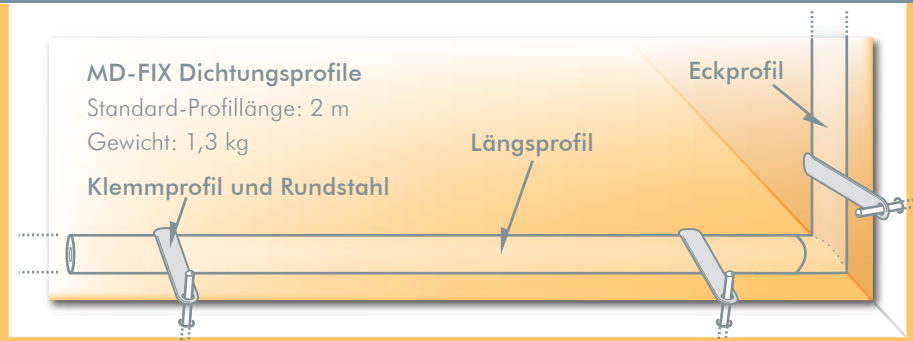 MD-FIX Dichtungsprofile
Standard-Profillänge: 2 m
Gewicht: 1,3 kg
Klemmprofil und Rundstahl
Längsprofil
Eckprofil